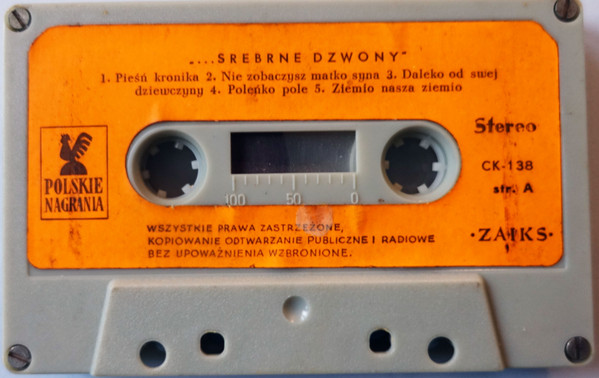 „...SREBRNE DZWONY"
1. Pieśń kronika 2. Nie zobaczysz matko syna 3. Daleko od swej
dziewczyny 4. Poleńko pole 5. Ziemio nasza ziemio
Stereo
CK-138
str. A
POLSKIE
NAGRANIA
100 50 0
WSZYSTKIE PRAWA ZASTRZEŻONE,
KOPIOWANIE ODTWARZANIE PUBLICZNE I RADIOWE
BEZ UPOWAŻNIENIA WZBRONIONE.
·ZAIKS·